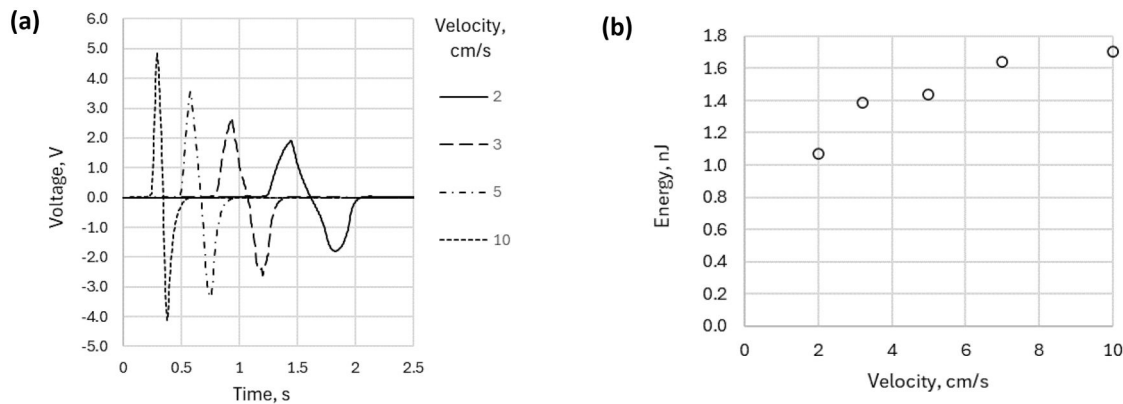 (a)
Voltage, V
6.0
5.0
4.0
3.0
2.0
1.0
0.0
-1.0
-2.0
-3.0
-4.0
-5.0
0 0.5 1 1.5 2 2.5
Time, s
Velocity,
cm/s
2
3
5
10
(b)
Energy, nJ
1.8
1.6
1.4
1.2
1.0
0.8
0.6
0.4
0.2
0.0
0 2 4 6 8 10
Velocity, cm/s